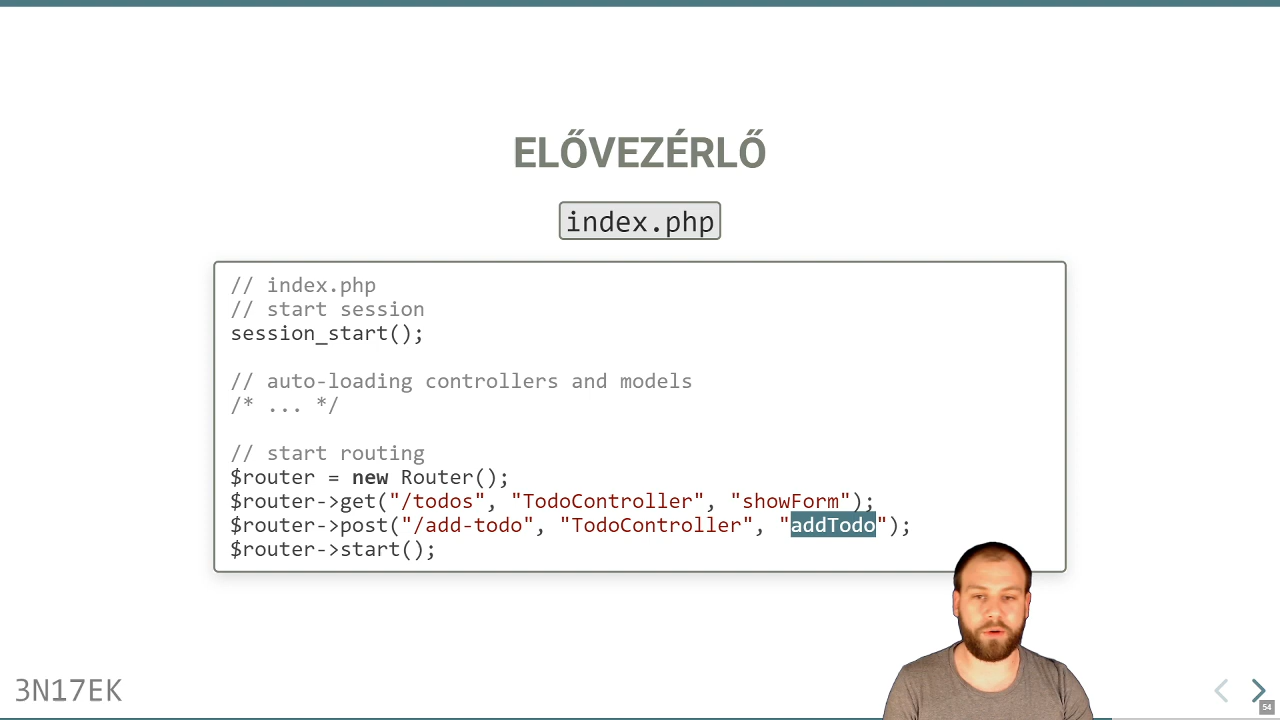 ELŐVEZÉRLŐ
index.php
// index.php
// start session
session_start();
// auto-loading controllers and models
/* ... */
// start routing
$router = new Router();
$router->get("/todos", "TodoController", "showForm");
$router->post("/add-todo", "TodoController", "addTodo");
$router->start();
3N17EK
54